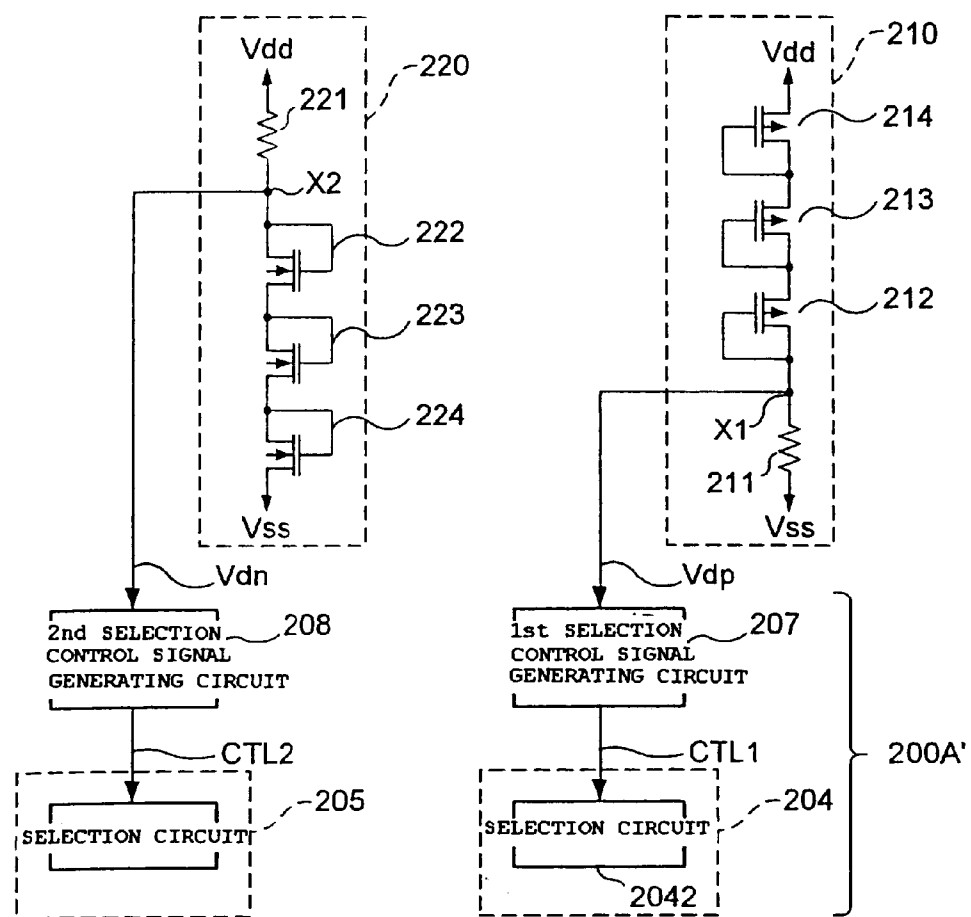 Vdd
220
221
X2
222
223
224
Vss
Vdn
2nd SELECTION
CONTROL SIGNAL
GENERATING CIRCUIT
208
CTL2
205
SELECTION CIRCUIT
210
Vdd
214
213
212
X1
211
Vss
Vdp
1st SELECTION
CONTROL SIGNAL
GENERATING CIRCUIT
207
CTL1
200A'
204
SELECTION CIRCUIT
2042